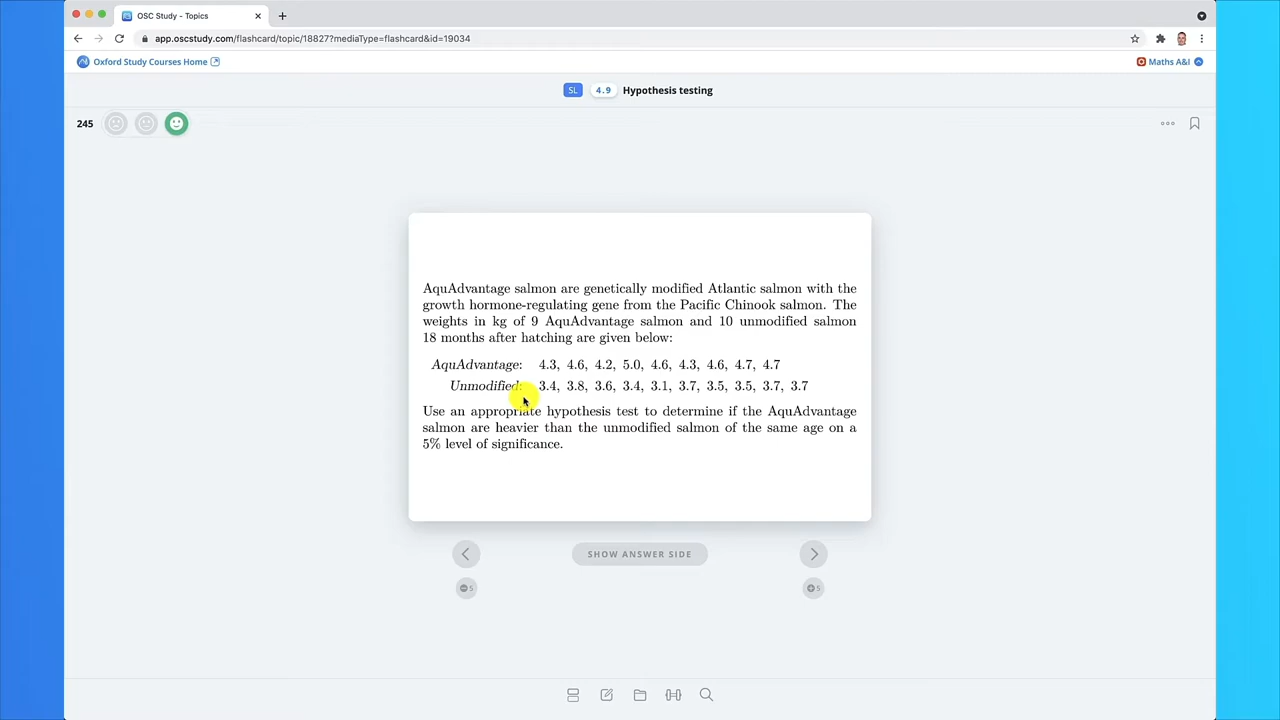 OSC Study - Topics
app.oscstudy.com/flashcard/topic/18827?mediaType=flashcard&id=19034
Oxford Study Courses Home
Maths A&I
SL 4.9 Hypothesis testing
245
AquAdvantage salmon are genetically modified Atlantic salmon with the
growth hormone-regulating gene from the Pacific Chinook salmon. The
weights in kg of 9 AquAdvantage salmon and 10 unmodified salmon
18 months after hatching are given below:
AquAdvantage: 4.3, 4.6, 4.2, 5.0, 4.6, 4.3, 4.6, 4.7, 4.7
Unmodified: 3.4, 3.8, 3.6, 3.4, 3.1, 3.7, 3.5, 3.5, 3.7, 3.7
Use an appropriate hypothesis test to determine if the AquAdvantage
salmon are heavier than the unmodified salmon of the same age on a
5% level of significance.
SHOW ANSWER SIDE
5
5